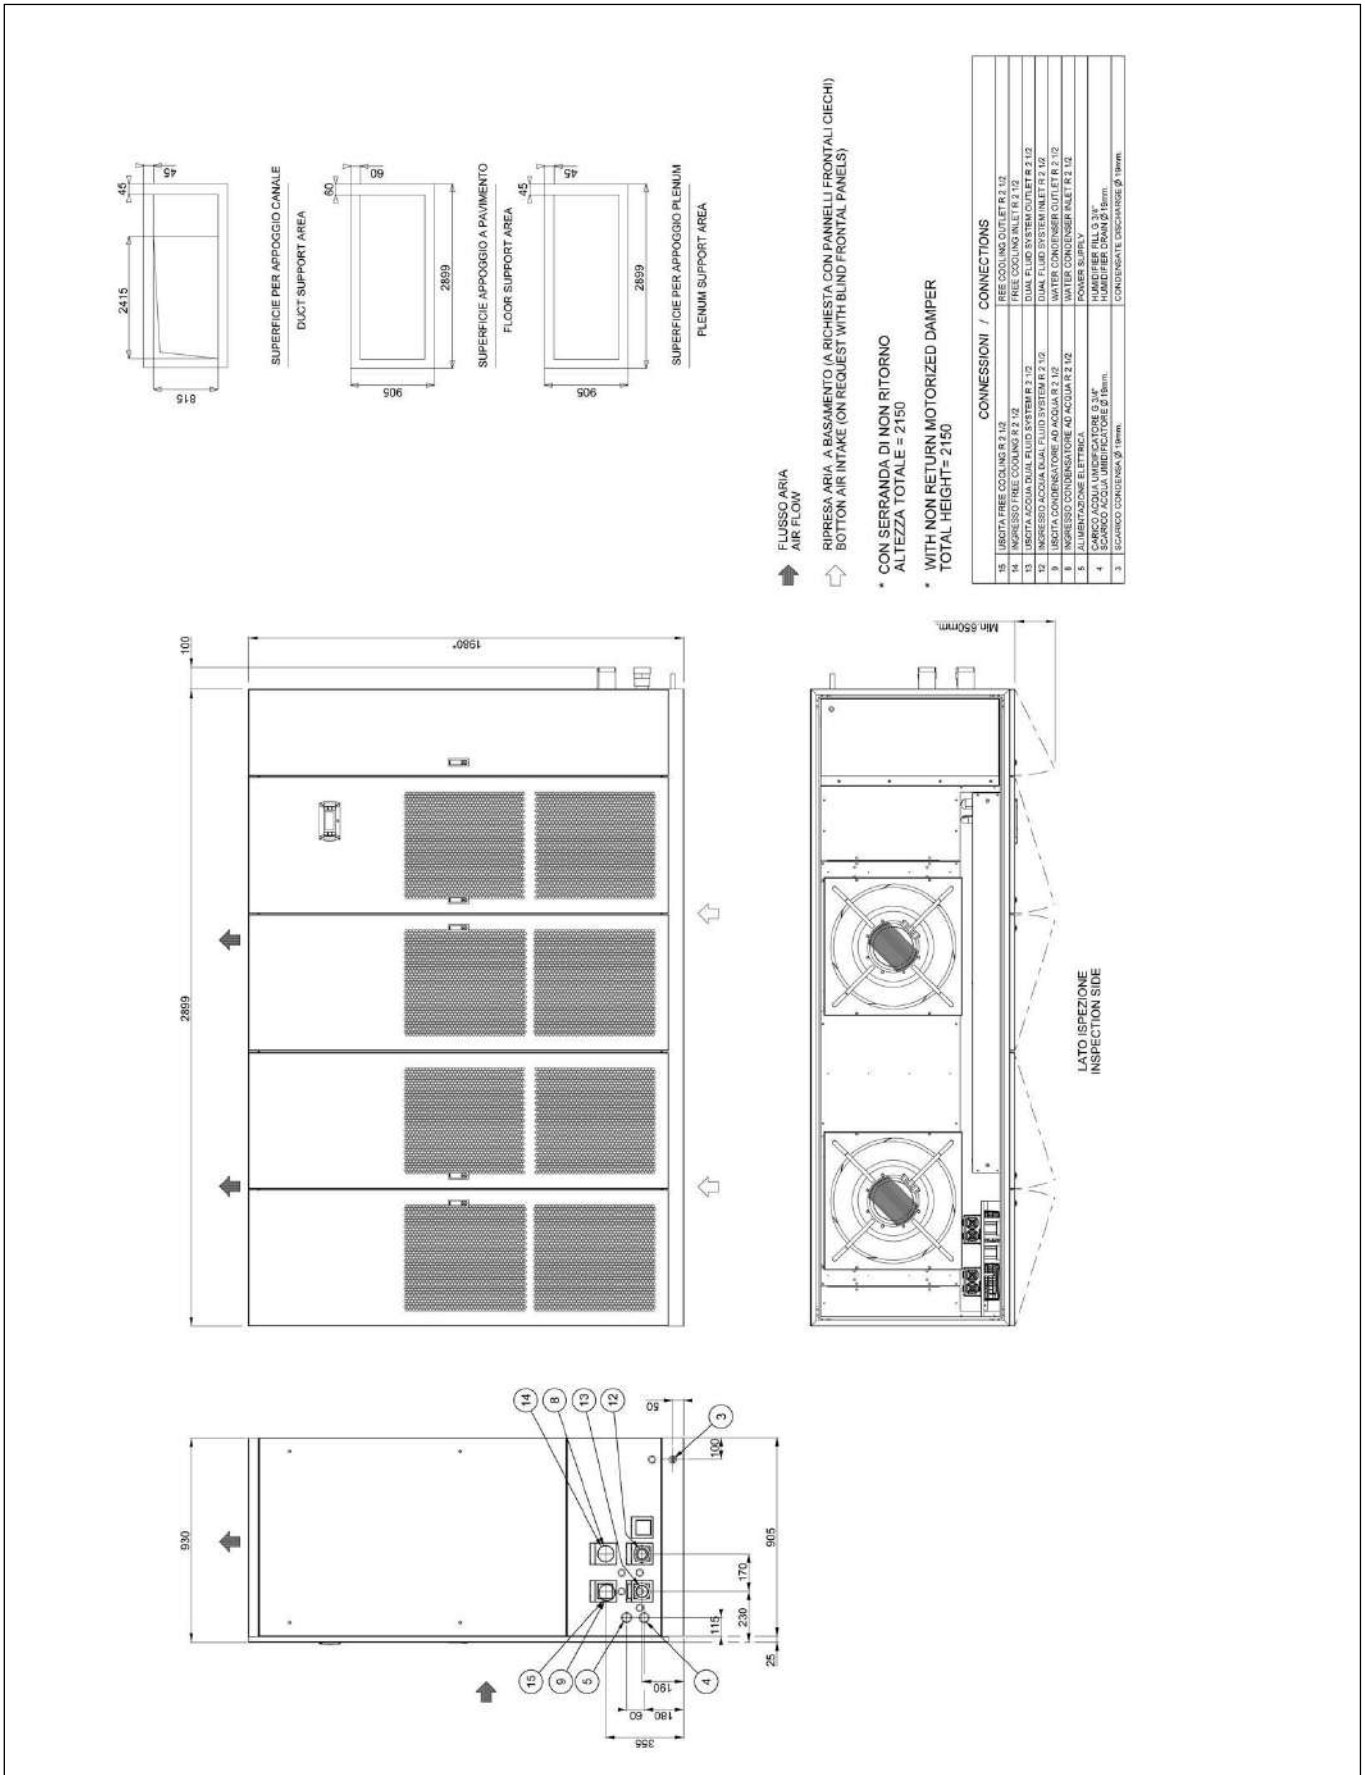 930
14
8
13
12
50
3
100
905
170
230
115
25
15
9
5
4
190
180
60
355
2899
100
1980*
Min.650mm.
LATO ISPEZIONE
INSPECTION SIDE
2415
45
45
815
SUPERFICIE PER APPOGGIO CANALE
DUCT SUPPORT AREA
60
60
905
2899
SUPERFICIE APPOGGIO A PAVIMENTO
FLOOR SUPPORT AREA
45
45
905
2899
SUPERFICIE PER APPOGGIO PLENUM
PLENUM SUPPORT AREA
FLUSSO ARIA
AIR FLOW
RIPRESA ARIA A BASAMENTO (A RICHIESTA CON PANNELLI FRONTALI CIECHI)
BOTTON AIR INTAKE (ON REQUEST WITH BLIND FRONTAL PANELS)
* CON SERRANDA DI NON RITORNO
ALTEZZA TOTALE = 2150
* WITH NON RETURN MOTORIZED DAMPER
TOTAL HEIGHT= 2150
CONNESSIONI / CONNECTIONS
15 USCITA FREE COOLING R 2 1/2 REE COOLING OUTLET R 2 1/2
14 INGRESSO FREE COOLING R 2 1/2 FREE COOLING INLET R 2 1/2
13 USCITA ACQUA DUAL FLUID SYSTEM R 2 1/2 DUAL FLUID SYSTEM OUTLET R 2 1/2
12 INGRESSO ACQUA DUAL FLUID SYSTEM R 2 1/2 DUAL FLUID SYSTEM INLET R 2 1/2
9 USCITA CONDENSATORE AD ACQUA R 2 1/2 WATER CONDENSER OUTLET R 2 1/2
8 INGRESSO CONDENSATORE AD ACQUA R 2 1/2 WATER CONDENSER INLET R 2 1/2
5 ALIMENTAZIONE ELETTRICA POWER SUPPLY
4 CARICO ACQUA UMIDIFICATORE G 3/4" HUMIDIFIER FILL G 3/4"
SCARICO ACQUA UMIDIFICATORE Ø 19mm. HUMIDIFIER DRAIN Ø 19mm.
3 SCARICO CONDENSA Ø 19mm. CONDENSATE DISCHARGE Ø 19mm.